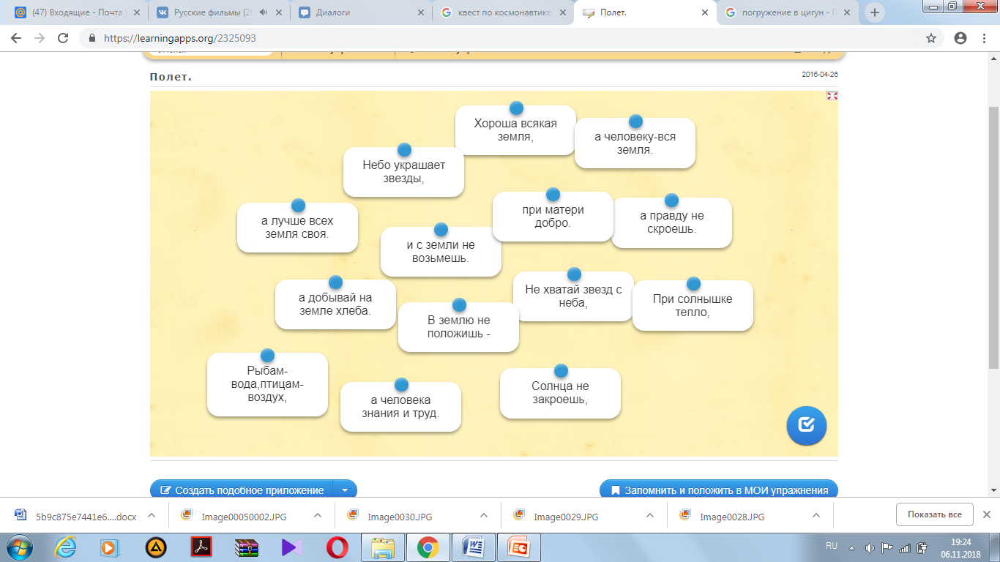 (47) Входящие - Почта
Русские фильмы (20
Диалоги
квест по космонавтике
Полет.
погружение в цигун - П
https://learningapps.org/2325093
Полет.
2016-04-26
Хороша всякая
земля,
а человеку-вся
земля.
Небо украшает
звезды,
а лучше всех
земля своя.
при матери
добро.
а правду не
скроешь.
и с земли не
возьмешь.
а добывай на
земле хлеба.
Не хватай звезд с
неба,
При солнышке
тепло,
В землю не
положишь -
Рыбам-
вода,птицам-
воздух,
а человека
знания и труд.
Солнца не
закроешь,
Создать подобное приложение
Запомнить и положить в МОИ упражнения
5b9c875e7441e6....docx
Image00050002.JPG
Image0030.JPG
Image0029.JPG
Image0028.JPG
Показать все
RU
19:24
06.11.2018